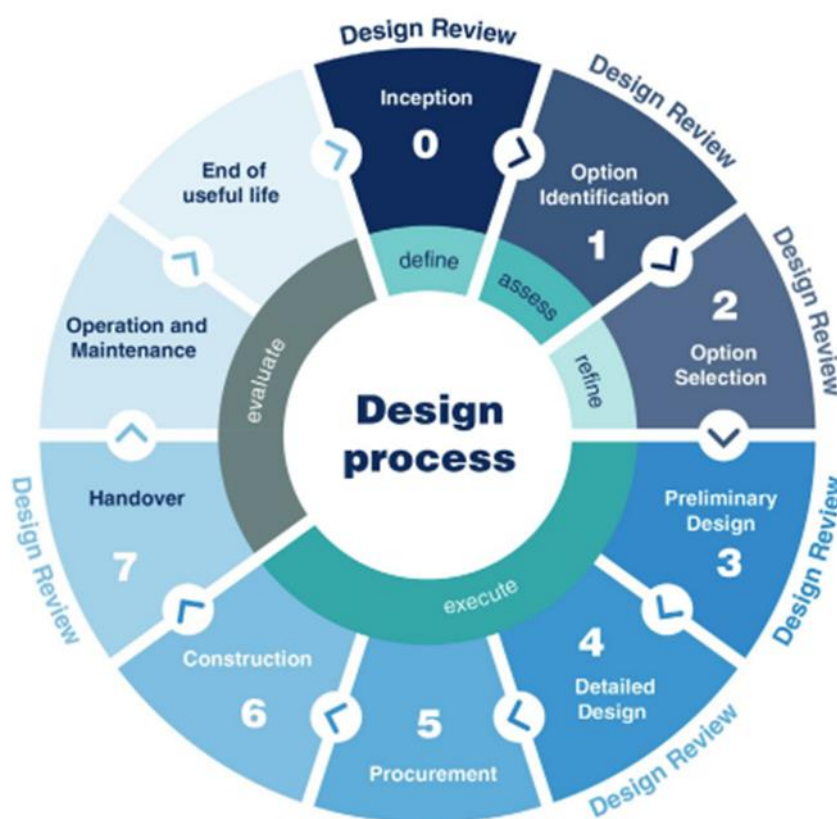 Design Review
Inception
0
define
Design Review
Option
Identification
1
assess
Design Review
2
Option
Selection
refine
Design Review
Preliminary
Design
3
Design Review
4
Detailed
Design
execute
5
Procurement
Construction
6
Design Review
Handover
7
Operation and
Maintenance
evaluate
End of
useful life
Design
process